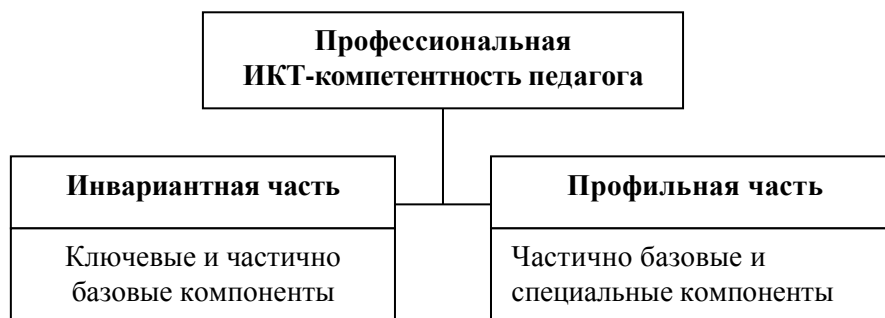 Профессиональная
ИКТ-компетентность педагога
Инвариантная часть
Ключевые и частично
базовые компоненты
Профильная часть
Частично базовые и
специальные компоненты